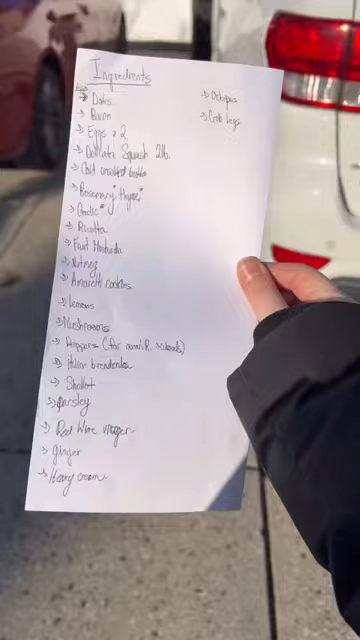 Ingredients
→ Dates
→ Bacon
→ Eggs x 2
→ Delicata Squash 2lb.
→ Cold unsalted butter
→ Rosemary thyme*
→ Garlic*
→ Ricotta
→ Fruit Mostarda
→ Nutmeg
→ Amaretti cookies
→ Lemons
→ Mushrooms
→ Peppers
→ Italian breadcrumbs
→ Shallot
→ Parsley
→ Red Wine vinegar
→ ginger
→ Heavy cream
→ Octopus
→ Crab legs